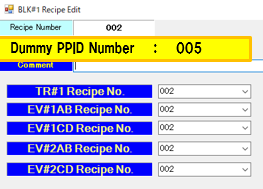 BLK#1 Recipe Edit
Recipe Number 002
Dummy PPID Number : 005
Comment
TR#1 Recipe No. 002
EV#1AB Recipe No. 002
EV#1CD Recipe No. 002
EV#2AB Recipe No. 002
EV#2CD Recipe No. 002